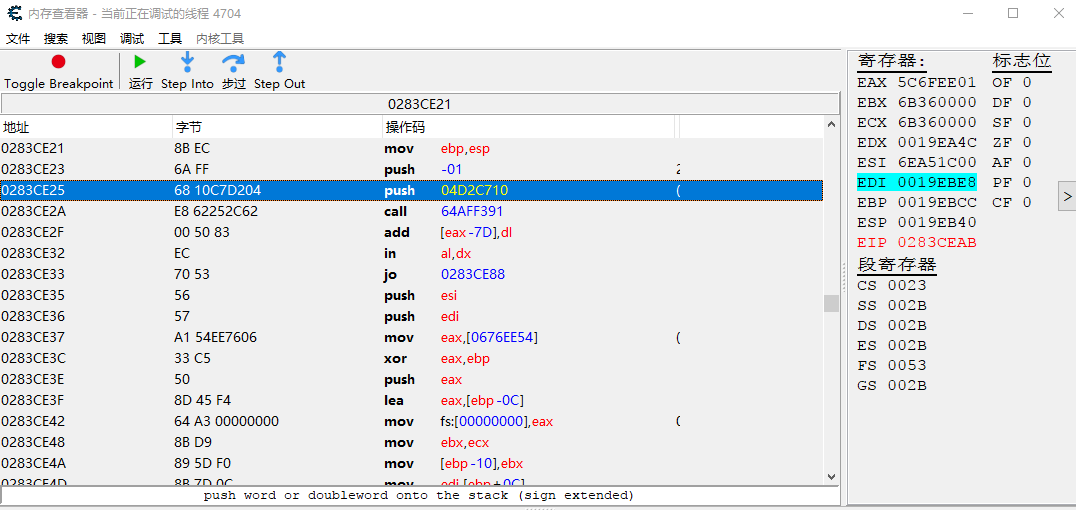 内存查看器 - 当前正在调试的线程 4704
文件 搜索 视图 调试 工具 内核工具
Toggle Breakpoint 运行 Step Into 步过 Step Out
0283CE21
地址 字节 操作码
0283CE21 8B EC mov ebp,esp
0283CE23 6A FF push -01
0283CE25 68 10C7D204 push 04D2C710 (
0283CE2A E8 62252C62 call 64AFF391
0283CE2F 00 50 83 add [eax-7D],dl
0283CE32 EC in al,dx
0283CE33 70 53 jo 0283CE88
0283CE35 56 push esi
0283CE36 57 push edi
0283CE37 A1 54EE7606 mov eax,[0676EE54] (
0283CE3C 33 C5 xor eax,ebp
0283CE3E 50 push eax
0283CE3F 8D 45 F4 lea eax,[ebp-0C]
0283CE42 64 A3 00000000 mov fs:[00000000],eax
0283CE48 8B D9 mov ebx,ecx
0283CE4A 89 5D F0 mov [ebp-10],ebx
0283CE4D 8B 7D 0C mov edi,[ebp+0C]
push word or doubleword onto the stack (sign extended)
寄存器: 标志位
EAX 5C6FEE01 OF 0
EBX 6B360000 DF 0
ECX 6B360000 SF 0
EDX 0019EA4C ZF 0
ESI 6EA51C00 AF 0
EDI 0019EBE8 PF 0
EBP 0019EBCC CF 0
ESP 0019EB40
EIP 0283CEAB
段寄存器
CS 0023
SS 002B
DS 002B
ES 002B
FS 0053
GS 002B
>